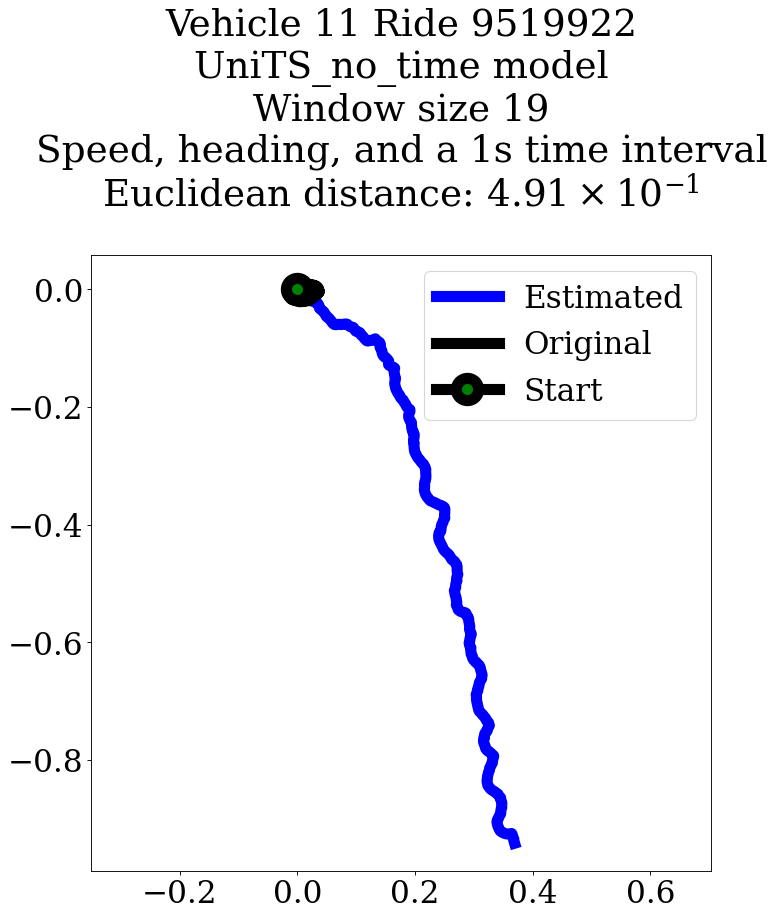 Vehicle 11 Ride 9519922
UniTS_no_time model
Window size 19
Speed, heading, and a 1s time interval
Euclidean distance: 4.91 × 10⁻¹
Estimated
Original
Start
0.0
−0.2
−0.4
−0.6
−0.8
−0.2 0.0 0.2 0.4 0.6